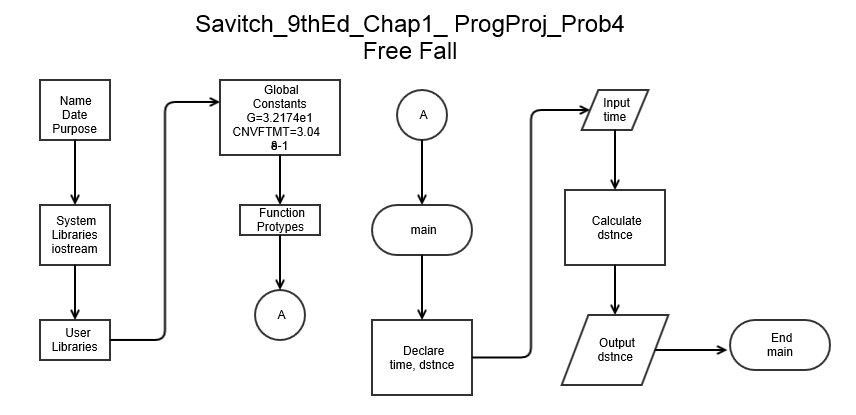 Savitch_9thEd_Chap1_ ProgProj_Prob4
Free Fall
Name
Date
Purpose
System
Libraries
iostream
User
Libraries
Global
Constants
G=3.2174e1
CNVFTMT=3.04
8-1
Function
Protypes
A
A
main
Declare
time, dstnce
Input
time
Calculate
dstnce
Output
dstnce
End
main